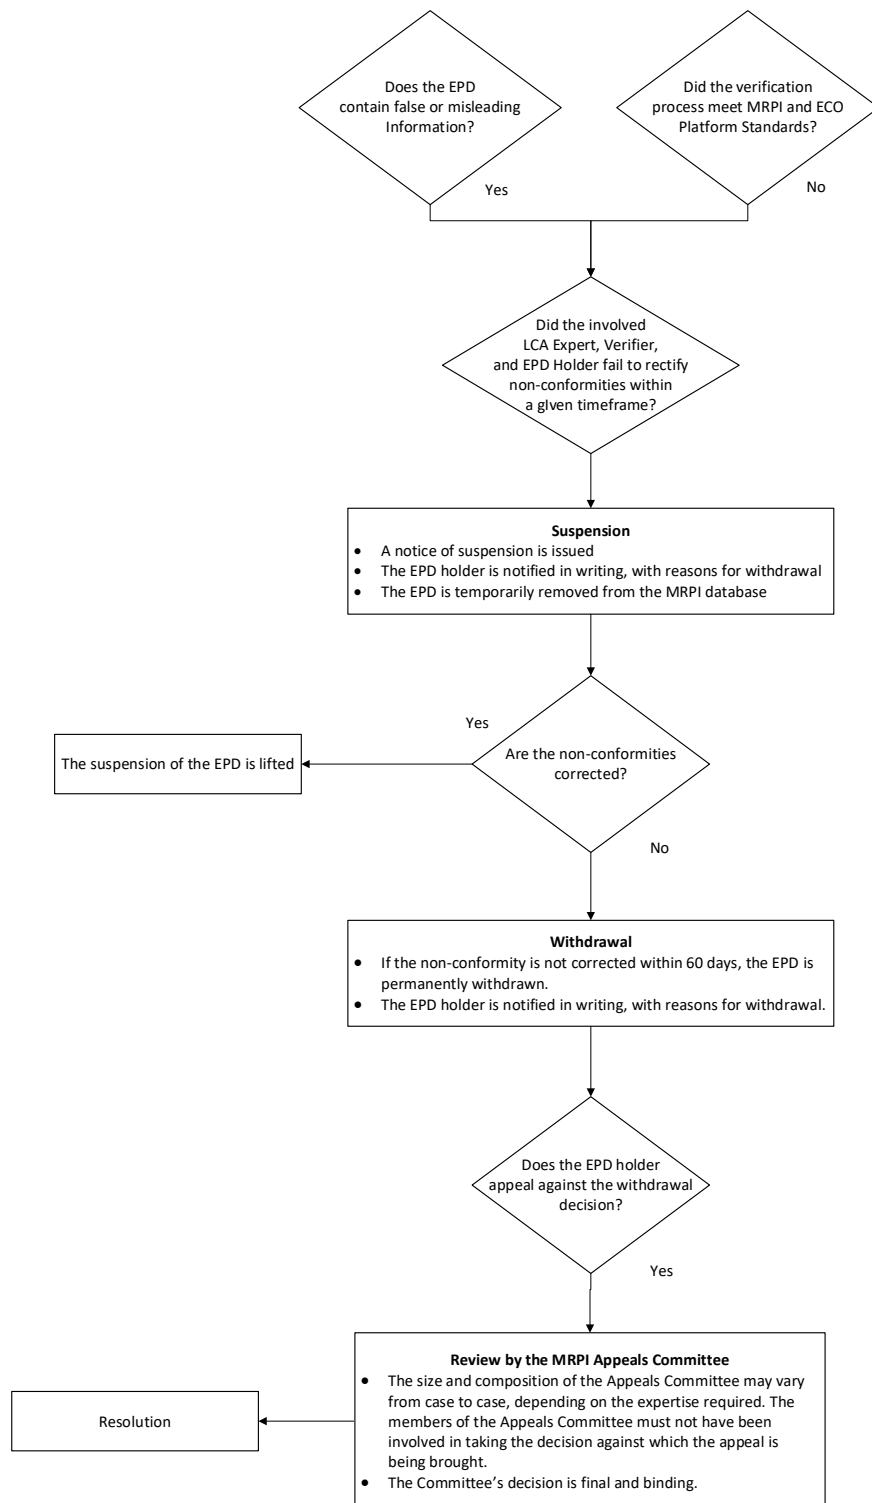 Does the EPD
contain false or misleading
Information?
Did the verification
process meet MRPI and ECO
Platform Standards?
Yes
No
Did the involved
LCA Expert, Verifier,
and EPD Holder fail to rectify
non-conformities within
a gIven timeframe?
Suspension
• A notice of suspension is issued
• The EPD holder is notified in writing, with reasons for withdrawal
• The EPD is temporarily removed from the MRPI database
Yes
The suspension of the EPD is lifted
Are the non-conformities
corrected?
No
Withdrawal
• If the non-conformity is not corrected within 60 days, the EPD is
permanently withdrawn.
• The EPD holder is notified in writing, with reasons for withdrawal.
Does the EPD holder
appeal against the withdrawal
decision?
Yes
Review by the MRPI Appeals Committee
• The size and composition of the Appeals Committee may vary
from case to case, depending on the expertise required. The
members of the Appeals Committee must not have been
involved in taking the decision against which the appeal is
being brought.
• The Committee’s decision is final and binding.
Resolution